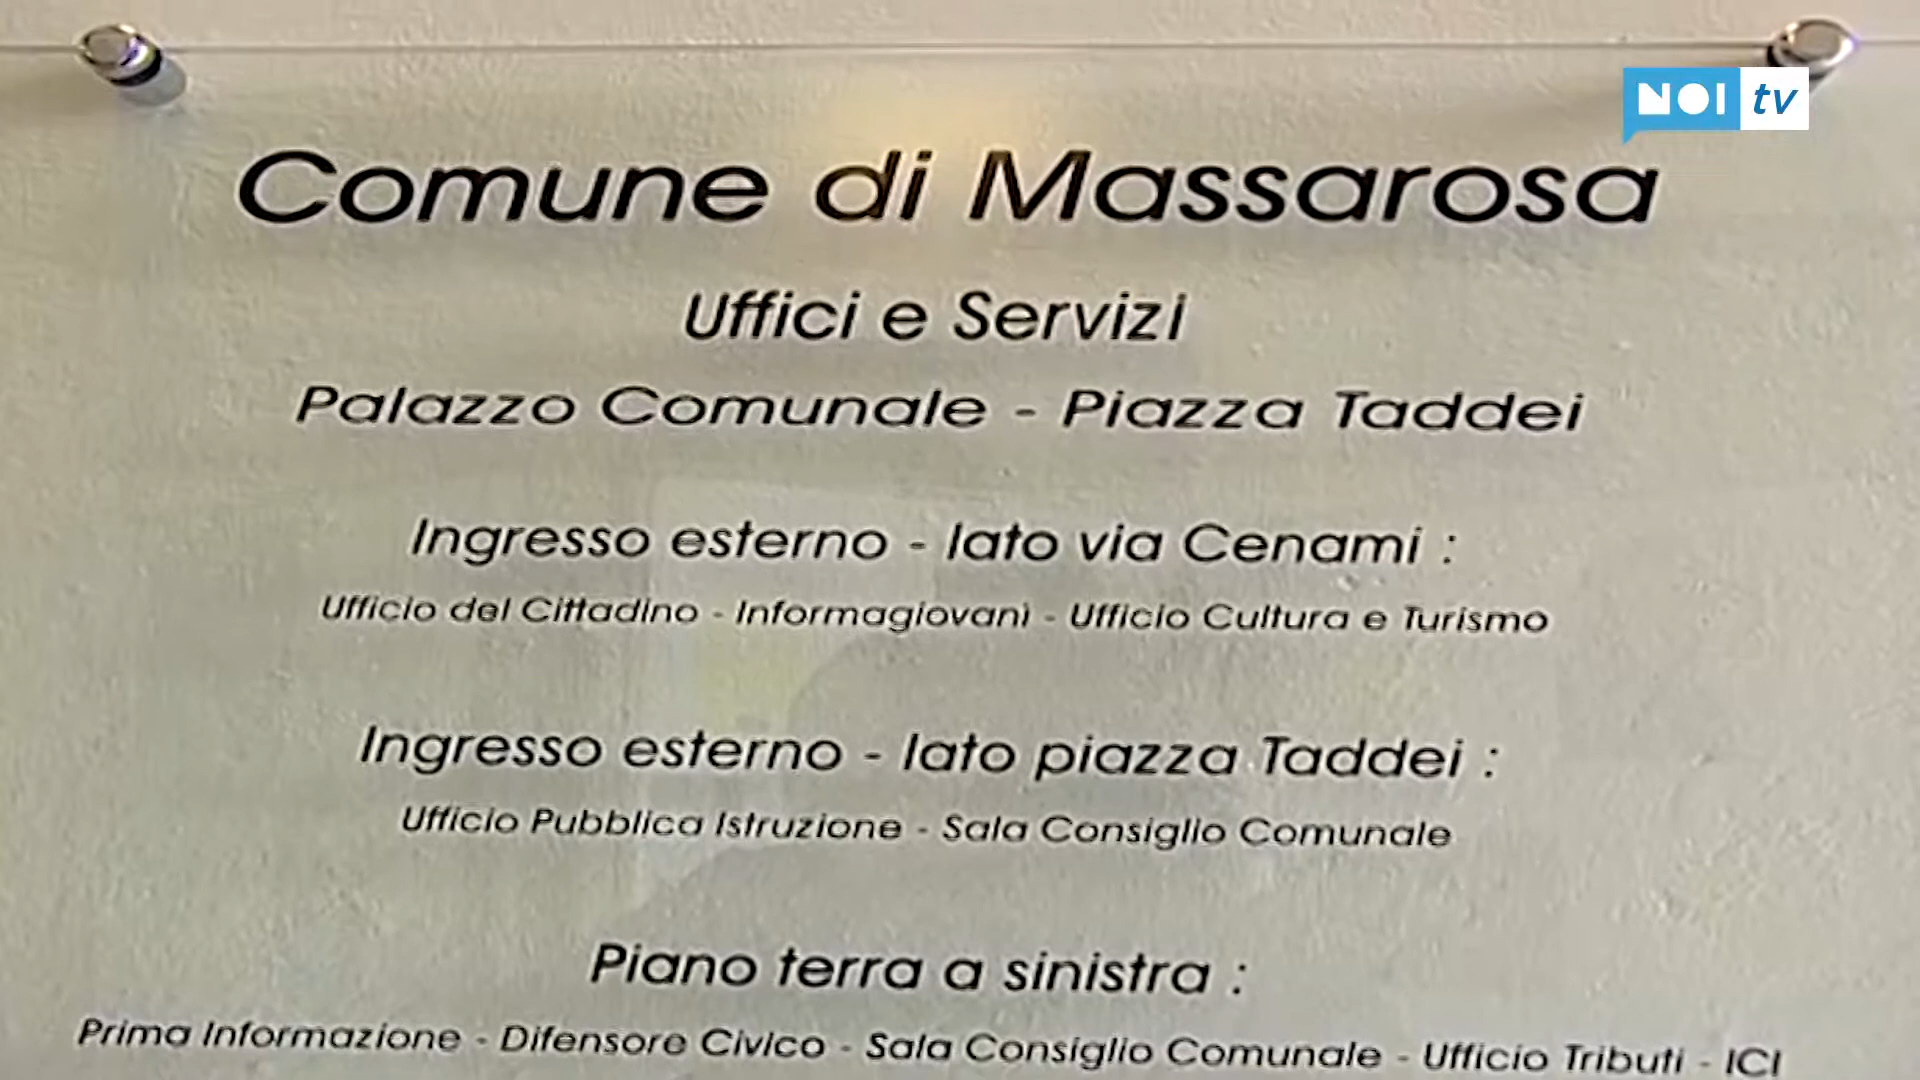 NOI tv
Comune di Massarosa
Uffici e Servizi
Palazzo Comunale - Piazza Taddei
Ingresso esterno - lato via Cenami :
Ufficio del Cittadino - Informagiovani - Ufficio Cultura e Turismo
Ingresso esterno - lato piazza Taddei :
Ufficio Pubblica Istruzione - Sala Consiglio Comunale
Piano terra a sinistra :
Prima Informazione - Difensore Civico - Sala Consiglio Comunale - Ufficio Tributi - ICI